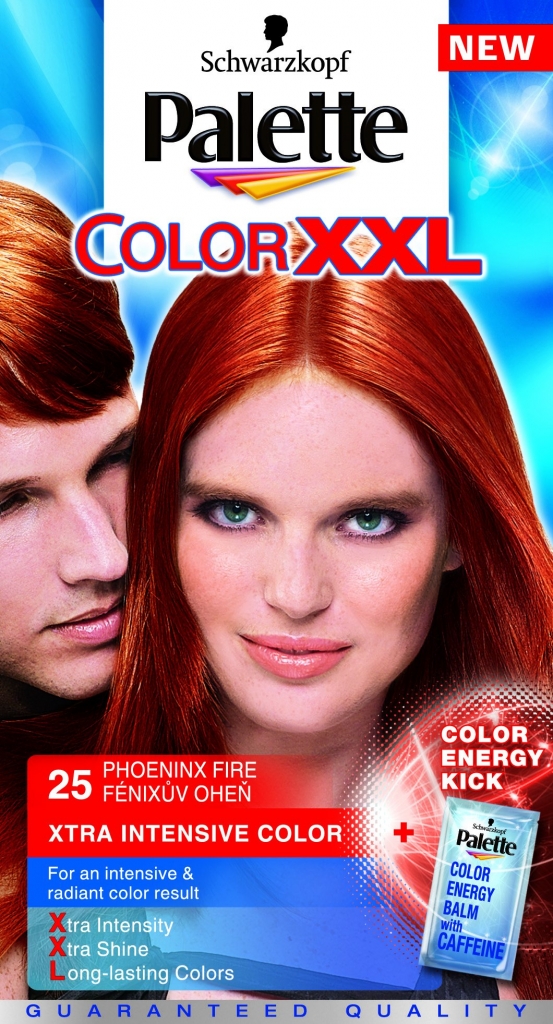 Schwarzkopf
NEW
Palette
COLOR XXL
25 PHOENINX FIRE
FÉNIXŮV OHEŇ
XTRA INTENSIVE COLOR
For an intensive &
radiant color result
Xtra Intensity
Xtra Shine
Long-lasting Colors
COLOR
ENERGY
KICK
+
Schwarzkopf
Palette
COLOR
ENERGY
BALM
with
CAFFEINE
GUARANTEED QUALITY